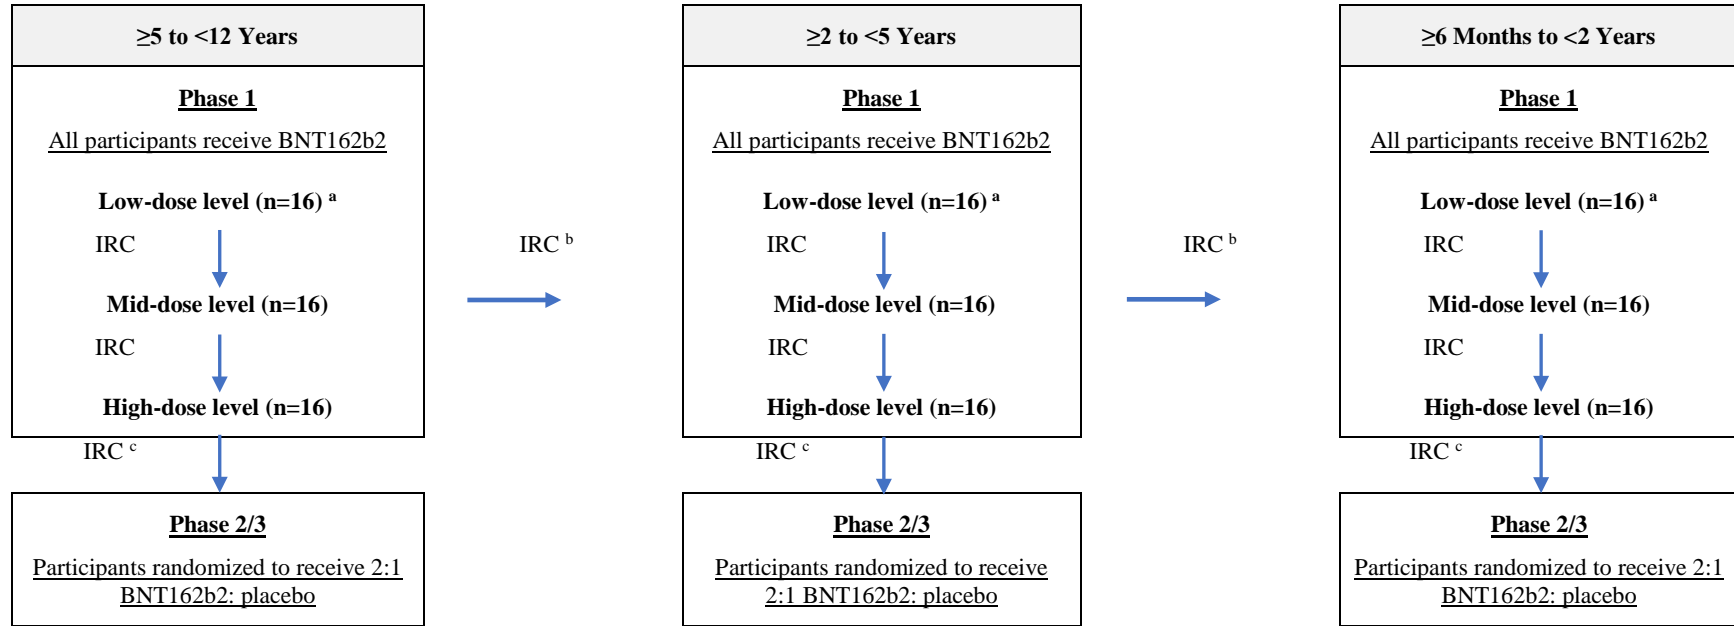 ≥5 to <12 Years
Phase 1
All participants receive BNT162b2
Low-dose level (n=16) a
IRC
Mid-dose level (n=16)
IRC
High-dose level (n=16)
IRC c
Phase 2/3
Participants randomized to receive 2:1
BNT162b2: placebo
IRC b
≥2 to <5 Years
Phase 1
All participants receive BNT162b2
Low-dose level (n=16) a
IRC
Mid-dose level (n=16)
IRC
High-dose level (n=16)
IRC c
Phase 2/3
Participants randomized to receive
2:1 BNT162b2: placebo
IRC b
≥6 Months to <2 Years
Phase 1
All participants receive BNT162b2
Low-dose level (n=16) a
IRC
Mid-dose level (n=16)
IRC
High-dose level (n=16)
IRC c
Phase 2/3
Participants randomized to receive 2:1
BNT162b2: placebo